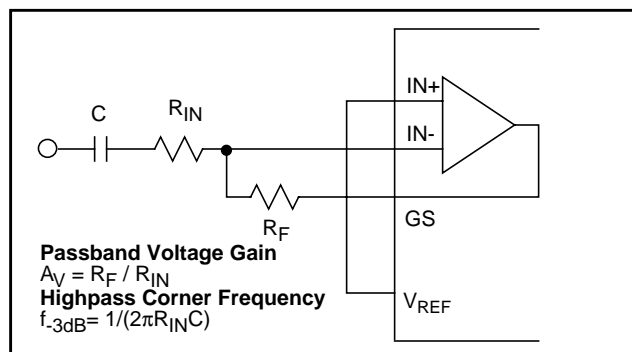 C
R_IN
IN+
IN-
R_F
GS
V_REF
Passband Voltage Gain
A_V = R_F / R_IN
Highpass Corner Frequency
f_-3dB= 1/(2πR_INC)